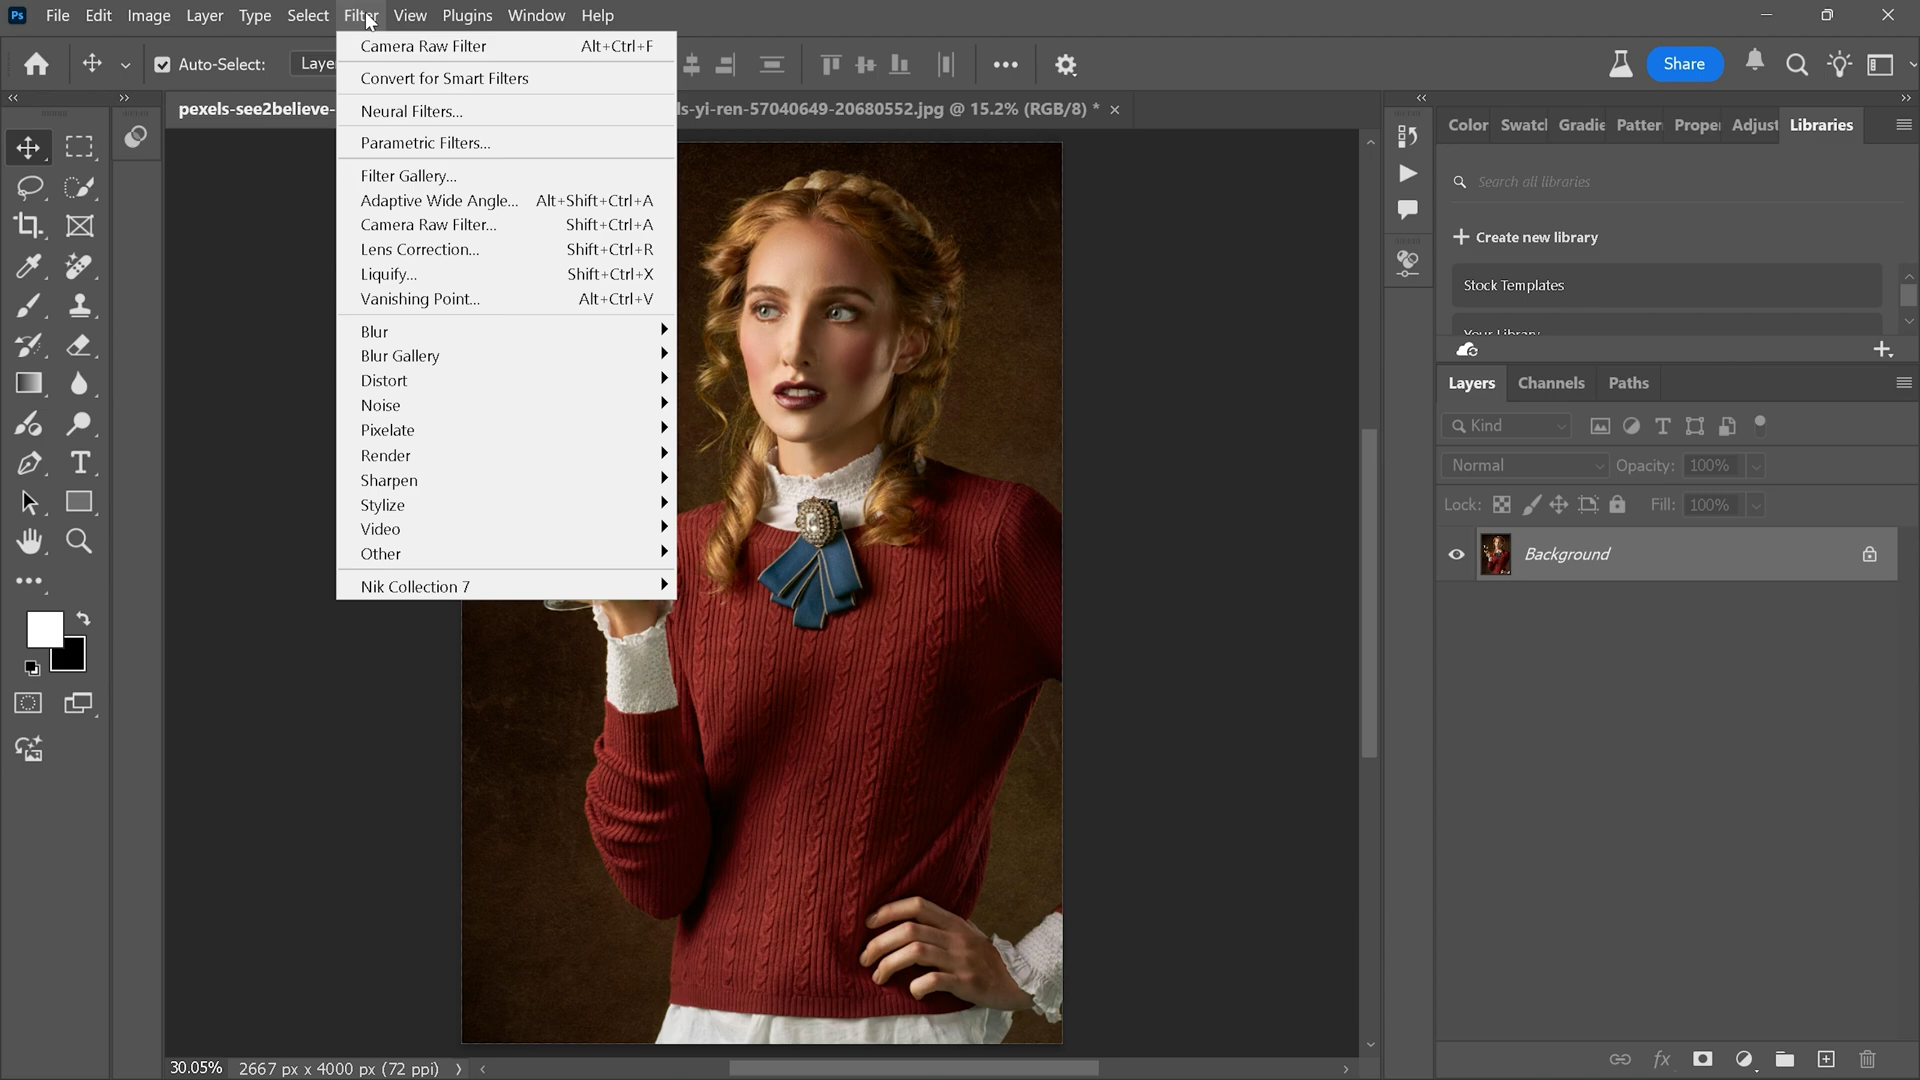 Ps File Edit Image Layer Type Select Filter View Plugins Window Help
Auto-Select: Laye
Share
pexels-see2believe-
ls-yi-ren-57040649-20680552.jpg @ 15.2% (RGB/8) *
Camera Raw Filter Alt+Ctrl+F
Convert for Smart Filters
Neural Filters...
Parametric Filters...
Filter Gallery...
Adaptive Wide Angle... Alt+Shift+Ctrl+A
Camera Raw Filter... Shift+Ctrl+A
Lens Correction... Shift+Ctrl+R
Liquify... Shift+Ctrl+X
Vanishing Point... Alt+Ctrl+V
Blur
Blur Gallery
Distort
Noise
Pixelate
Render
Sharpen
Stylize
Video
Other
Nik Collection 7
Color Swatcl Gradie Patter Prope Adjust Libraries
Search all libraries
Create new library
Stock Templates
Your Library
Layers Channels Paths
Kind
Normal Opacity: 100%
Lock: Fill: 100%
Background
fx
30.05% 2667 px x 4000 px (72 ppi)